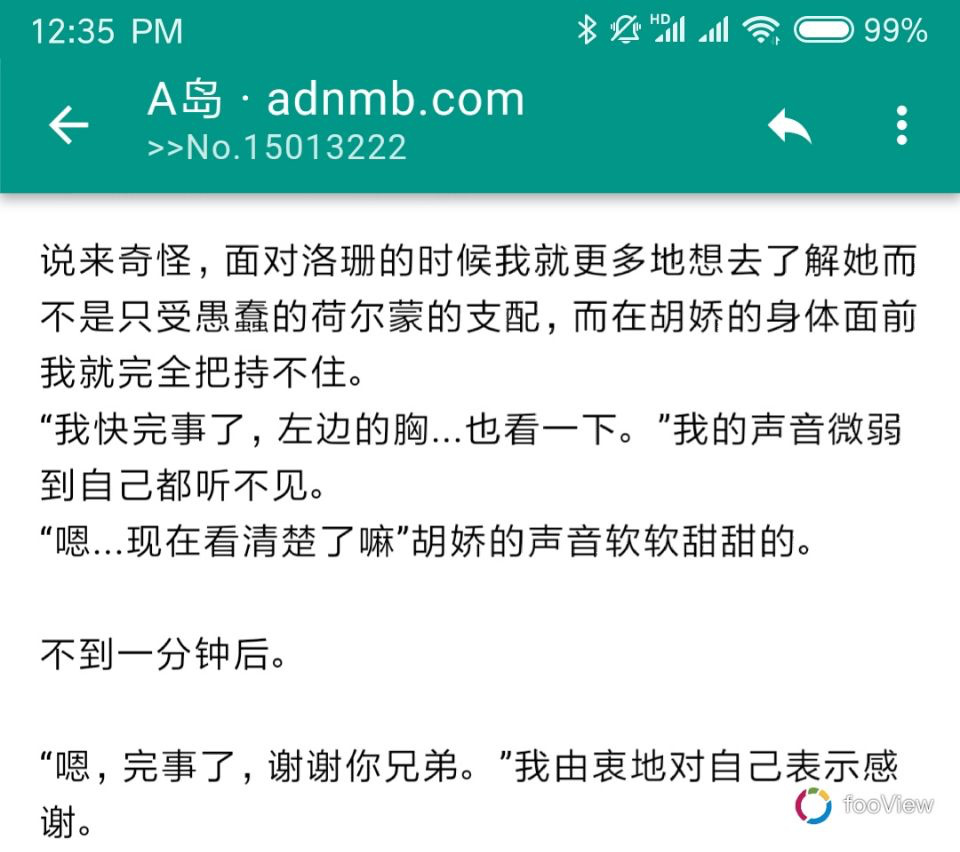 12:35 PM
HD
99%
A岛 · adnmb.com
>>No.15013222
说来奇怪，面对洛珊的时候我就更多地想去了解她而
不是只受愚蠢的荷尔蒙的支配，而在胡娇的身体面前
我就完全把持不住。
“我快完事了，左边的胸...也看一下。”我的声音微弱
到自己都听不见。
“嗯...现在看清楚了嘛”胡娇的声音软软甜甜的。
不到一分钟后。
“嗯，完事了，谢谢你兄弟。”我由衷地对自己表示感
谢。
fooView